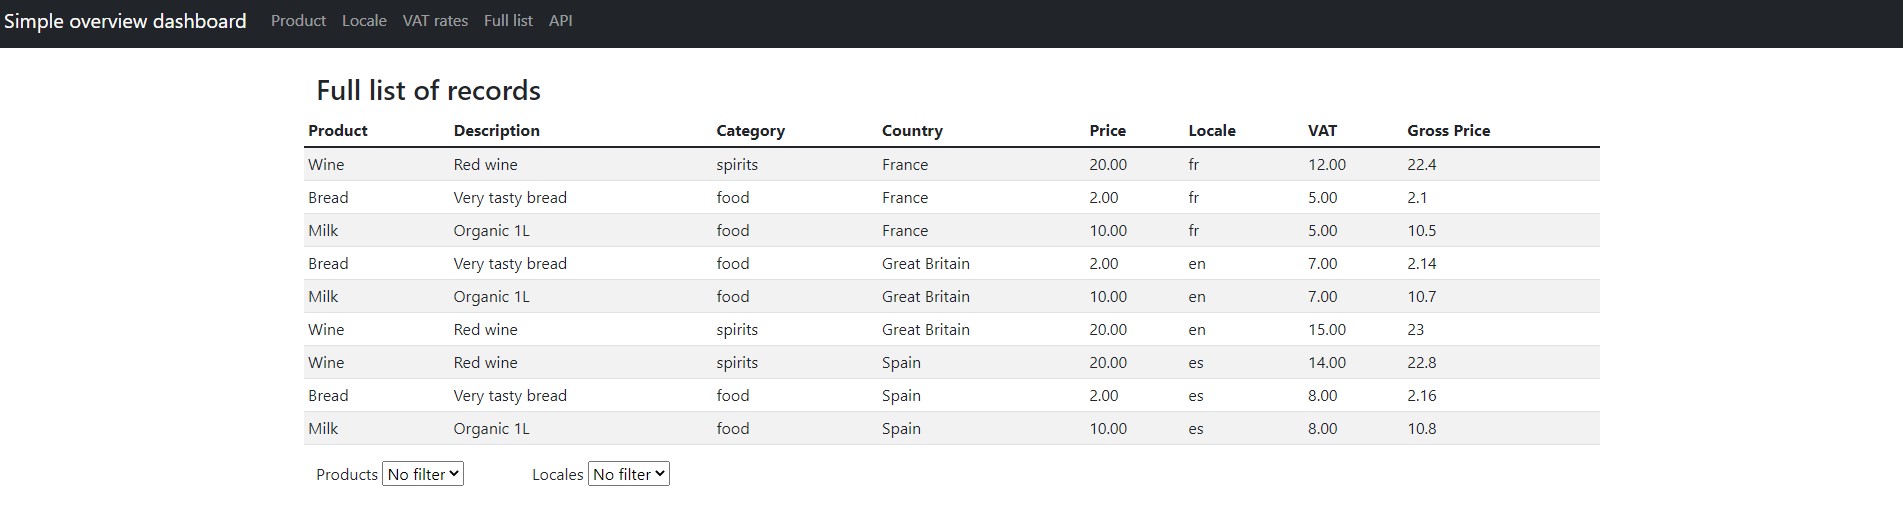 Simple overview dashboard Product Locale VAT rates Full list API
Full list of records
Product Description Category Country Price Locale VAT Gross Price
Wine Red wine spirits France 20.00 fr 12.00 22.4
Bread Very tasty bread food France 2.00 fr 5.00 2.1
Milk Organic 1L food France 10.00 fr 5.00 10.5
Bread Very tasty bread food Great Britain 2.00 en 7.00 2.14
Milk Organic 1L food Great Britain 10.00 en 7.00 10.7
Wine Red wine spirits Great Britain 20.00 en 15.00 23
Wine Red wine spirits Spain 20.00 es 14.00 22.8
Bread Very tasty bread food Spain 2.00 es 8.00 2.16
Milk Organic 1L food Spain 10.00 es 8.00 10.8
Products No filter Locales No filter